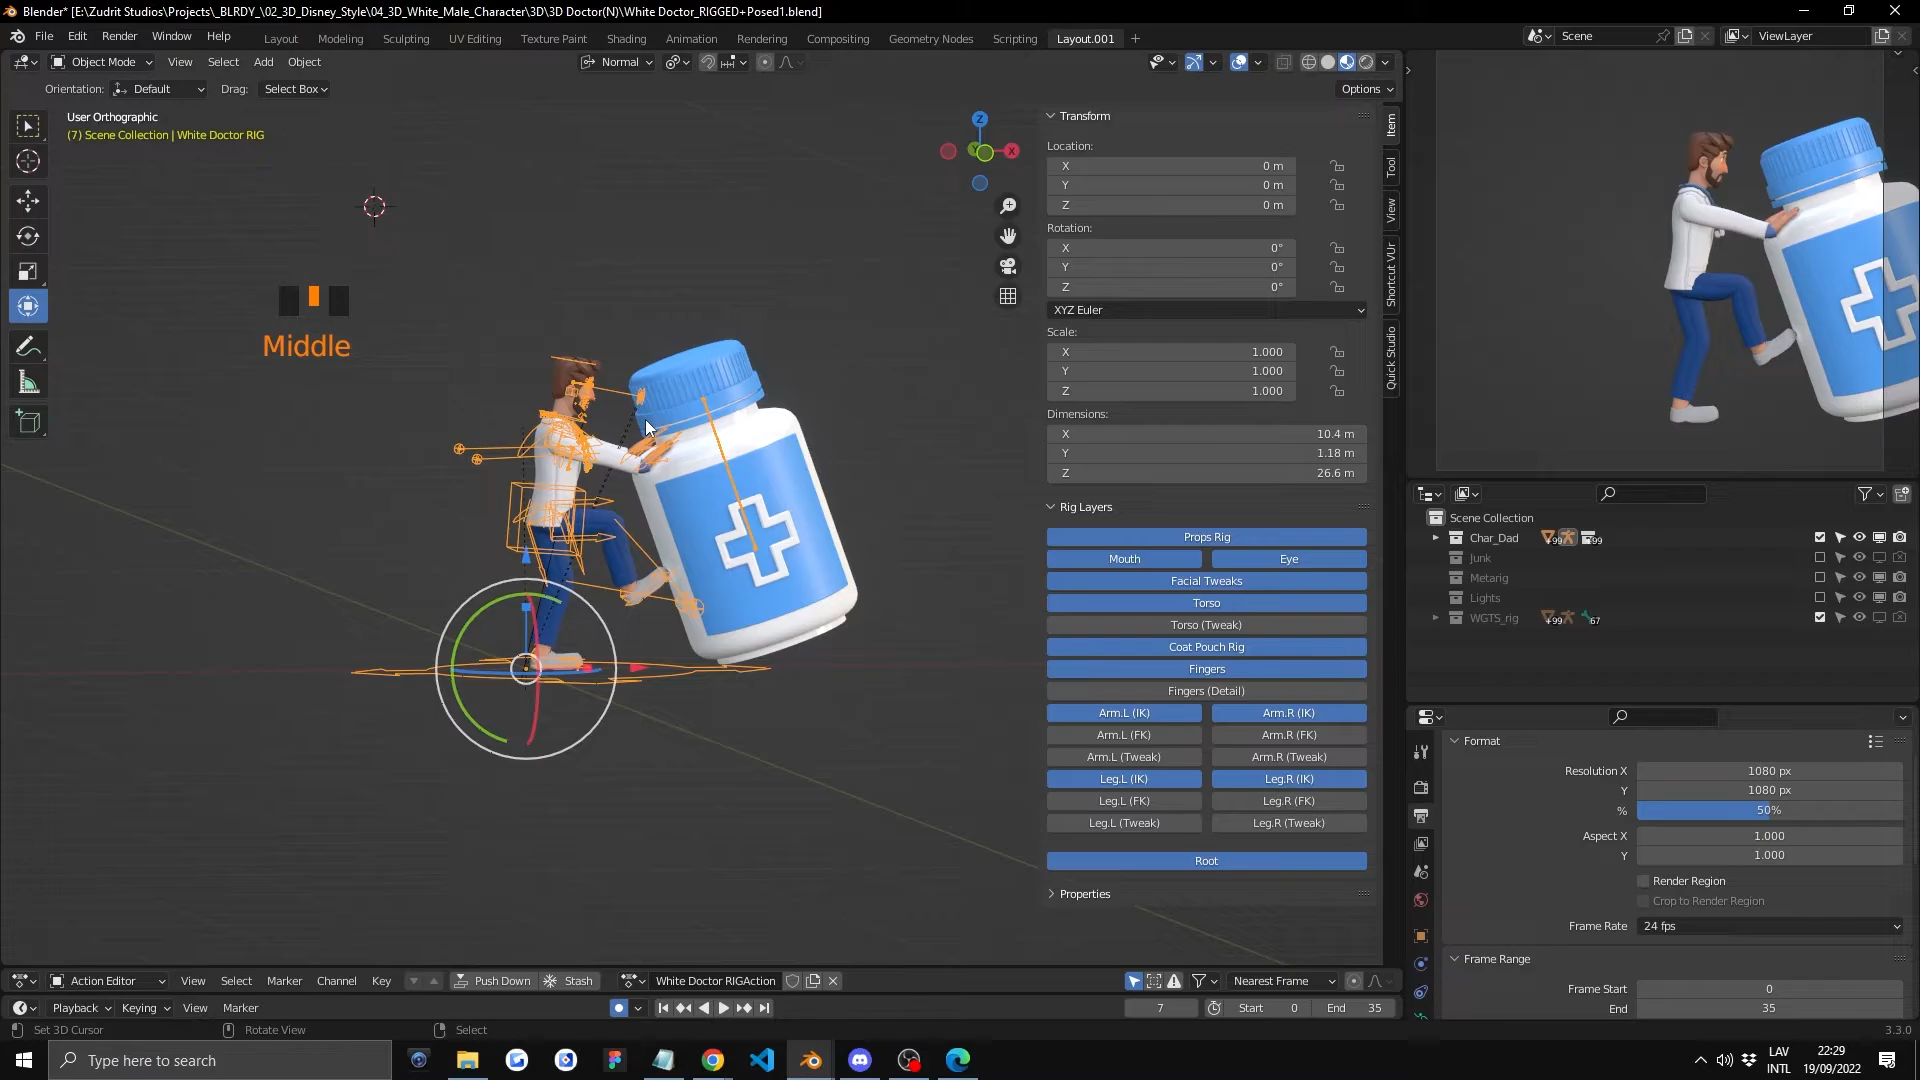 Blender* [E:\Zudrit Studios\Projects\_BLRDY_\02_3D_Disney_Style\04_3D_White_Male_Character\3D\3D Doctor(N)\White Doctor_RIGGED+Posed1.blend]
File Edit Render Window Help Layout Modeling Sculpting UV Editing Texture Paint Shading Animation Rendering Compositing Geometry Nodes Scripting Layout.001 + Scene ViewLayer
Object Mode View Select Add Object Normal
Orientation: Default Drag: Select Box Options
User Orthographic
(7) Scene Collection | White Doctor RIG
Middle
Z
X
Transform
Location:
X 0 m
Y 0 m
Z 0 m
Rotation:
X 0°
Y 0°
Z 0°
XYZ Euler
Scale:
X 1.000
Y 1.000
Z 1.000
Dimensions:
X 10.4 m
Y 1.18 m
Z 26.6 m
Rig Layers
Props Rig
Mouth Eye
Facial Tweaks
Torso
Torso (Tweak)
Coat Pouch Rig
Fingers
Fingers (Detail)
Arm.L (IK) Arm.R (IK)
Arm.L (FK) Arm.R (FK)
Arm.L (Tweak) Arm.R (Tweak)
Leg.L (IK) Leg.R (IK)
Leg.L (FK) Leg.R (FK)
Leg.L (Tweak) Leg.R (Tweak)
Root
Properties
Item
Tool
View
Shortcut VUr
Quick Studio
Scene Collection
Char_Dad +99 99
Junk
Metarig
Lights
WGTS_rig +99 67
Format
Resolution X 1080 px
Y 1080 px
% 50%
Aspect X 1.000
Y 1.000
Render Region
Crop to Render Region
Frame Rate 24 fps
Frame Range
Frame Start 0
End 35
Action Editor View Select Marker Channel Key Push Down Stash White Doctor RIGAction Nearest Frame
Playback Keying View Marker 7 Start 0 End 35
Set 3D Cursor Rotate View Select 3.3.0
Type here to search
LAV
INTL
22:29
19/09/2022